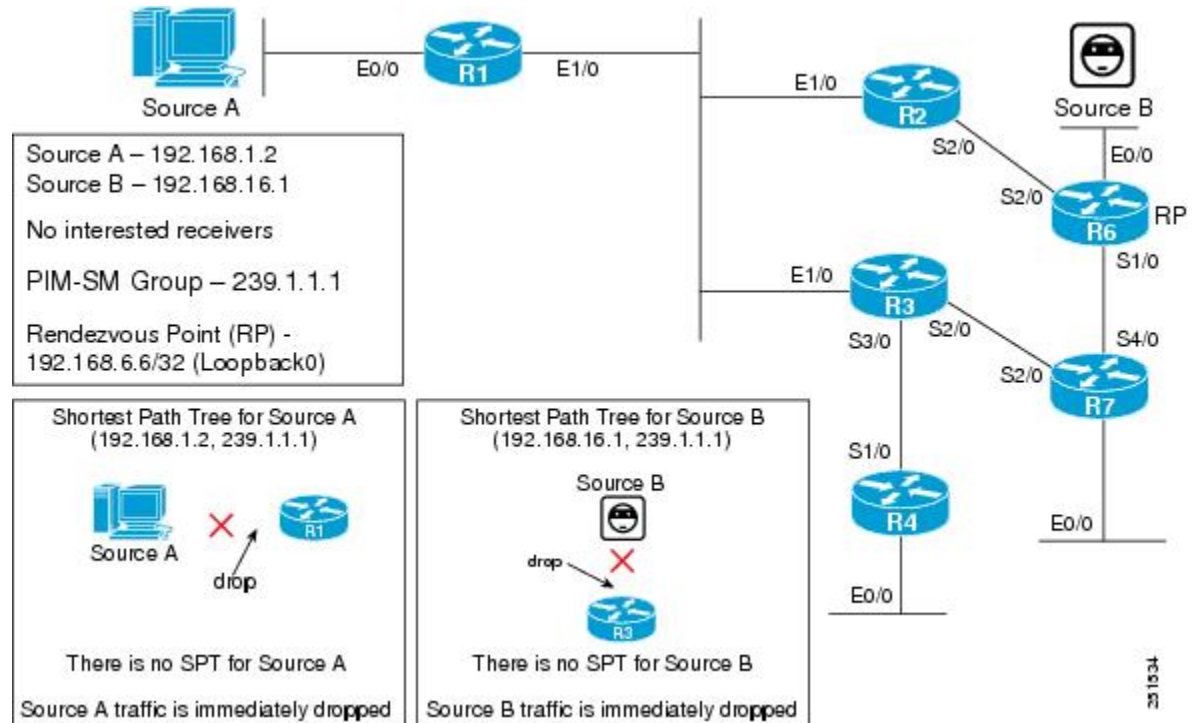 Source A
E0/0
R1
E1/0
E1/0
R2
S2/0
Source B
E0/0
S2/0
R6
RP
S1/0
Source A – 192.168.1.2
Source B – 192.168.16.1
No interested receivers
PIM-SM Group – 239.1.1.1
Rendezvous Point (RP) -
192.168.6.6/32 (Loopback0)
E1/0
R3
S3/0
S2/0
S4/0
S2/0
R7
S1/0
R4
E0/0
E0/0
Shortest Path Tree for Source A
(192.168.1.2, 239.1.1.1)
Source A
R1
drop
There is no SPT for Source A
Source A traffic is immediately dropped
Shortest Path Tree for Source B
(192.168.16.1, 239.1.1.1)
Source B
drop
R3
There is no SPT for Source B
Source B traffic is immediately dropped
251534